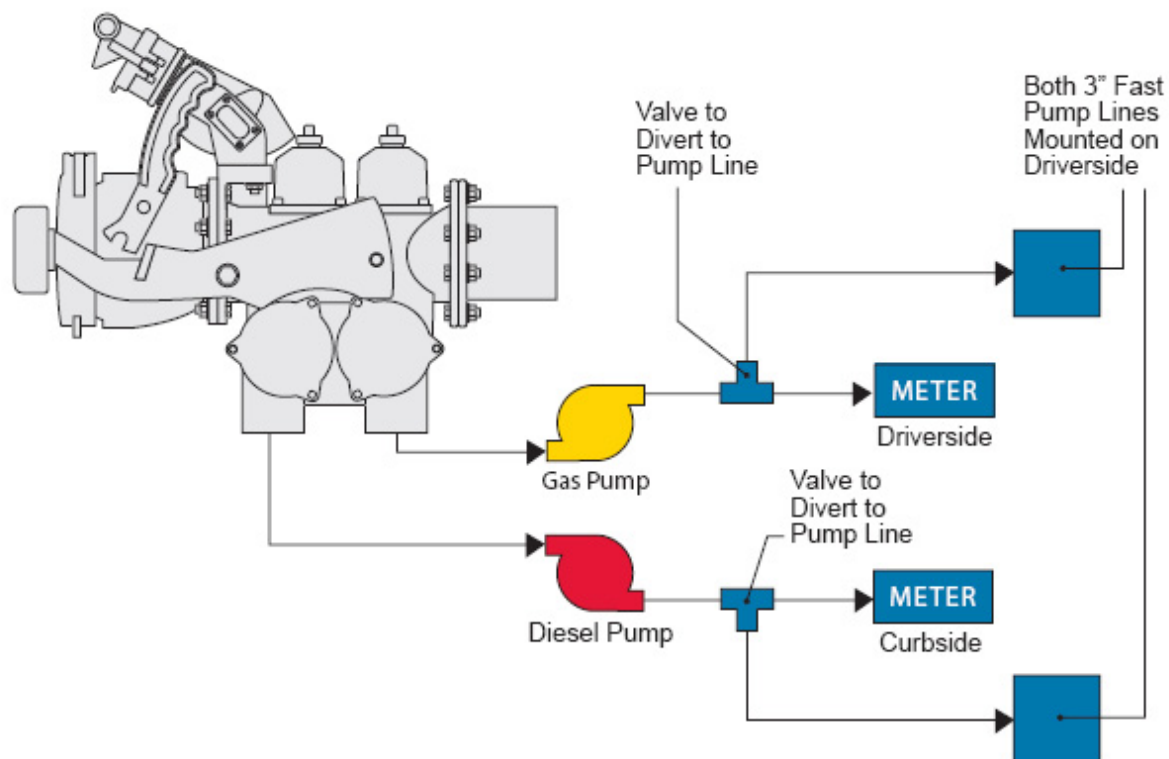 Valve to
Divert to
Pump Line
Both 3" Fast
Pump Lines
Mounted on
Driverside
METER
Driverside
Gas Pump
Valve to
Divert to
Pump Line
METER
Curbside
Diesel Pump